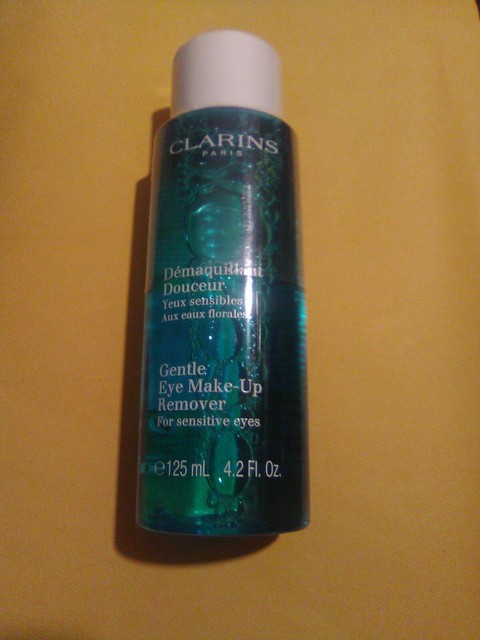 CLARINS
PARIS
Démaquillant
Douceur
Yeux sensibles
Aux eaux florales
Gentle
Eye Make-Up
Remover
For sensitive eyes
e 125 mL 4.2 Fl. Oz.